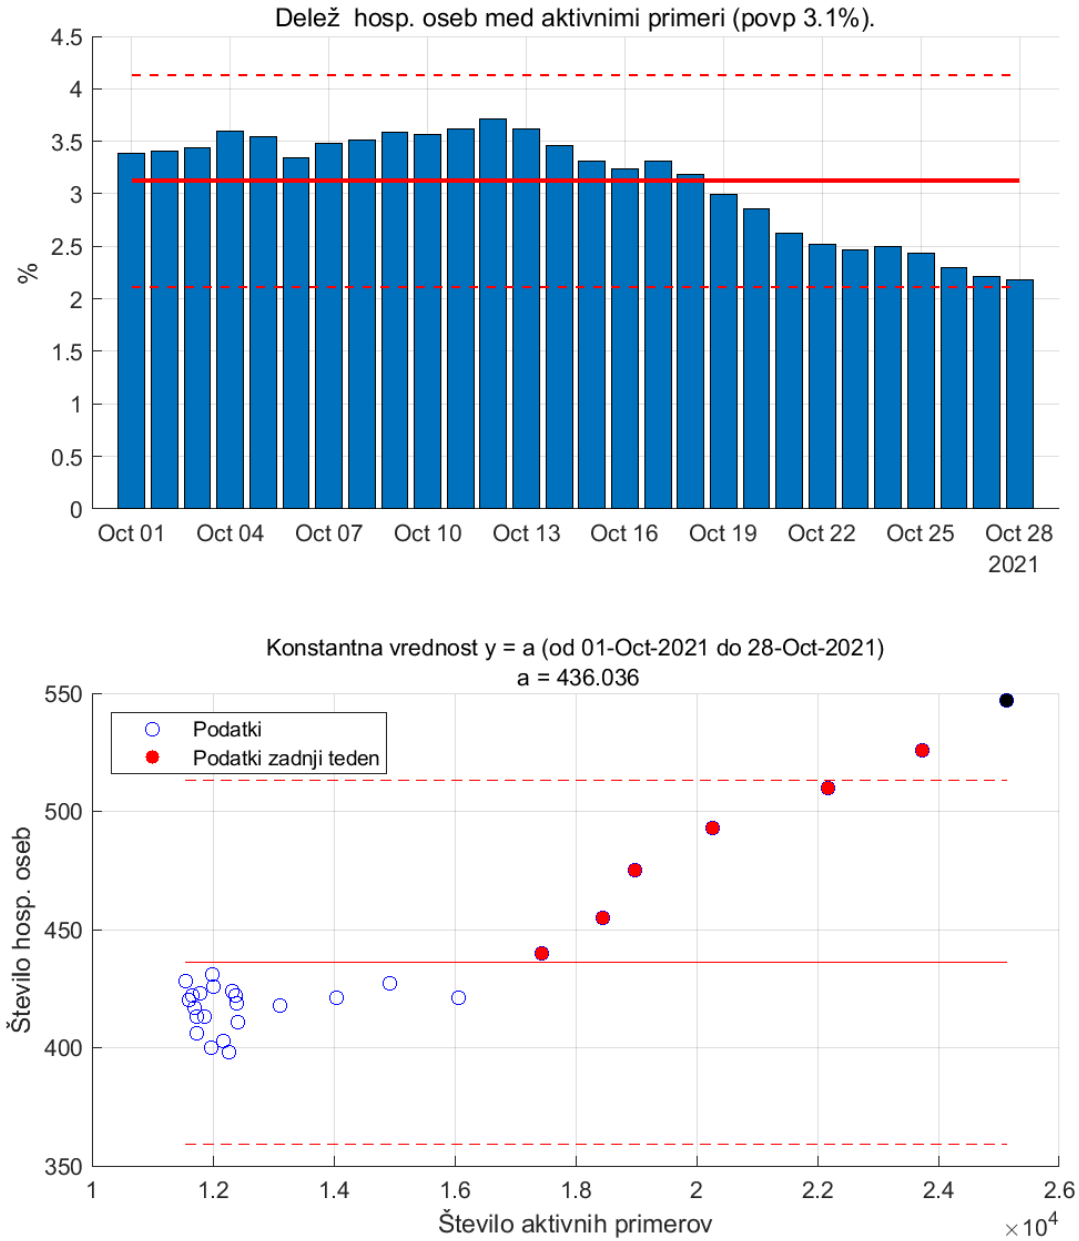 Delež  hosp. oseb med aktivnimi primeri (povp 3.1%).
4.5
4
3.5
3
2.5
2
1.5
1
0.5
0
%
Oct 01 Oct 04 Oct 07 Oct 10 Oct 13 Oct 16 Oct 19 Oct 22 Oct 25 Oct 28
2021
Konstantna vrednost y = a (od 01-Oct-2021 do 28-Oct-2021)
a = 436.036
Podatki
Podatki zadnji teden
550
500
450
400
350
Število hosp. oseb
1 1.2 1.4 1.6 1.8 2 2.2 2.4 2.6
Število aktivnih primerov
×10⁴